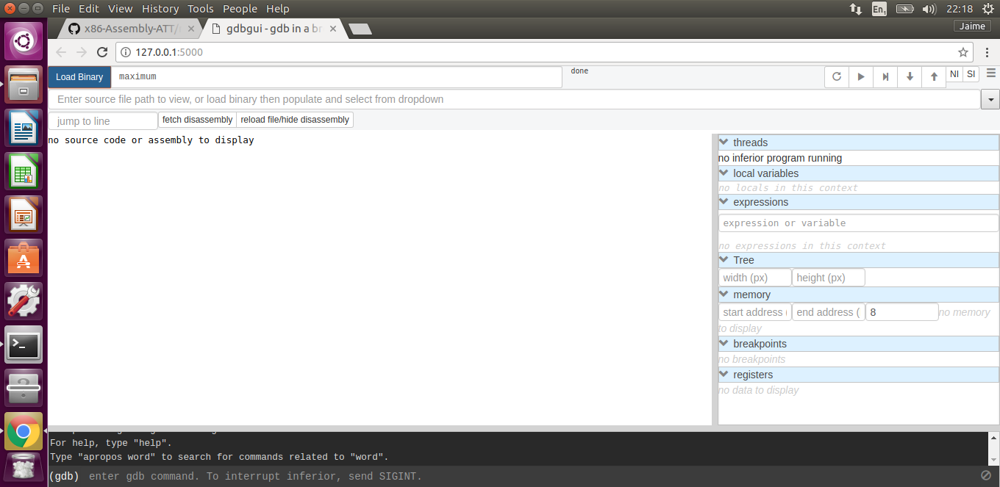 File Edit View History Tools People Help
En1 22:18
x86-Assembly-ATT/
gdbgui - gdb in a br
Jaime
127.0.0.1:5000
Load Binary maximum done NI SI
Enter source file path to view, or load binary then populate and select from dropdown
jump to line fetch disassembly reload file/hide disassembly
no source code or assembly to display
threads
no inferior program running
local variables
no locals in this context
expressions
expression or variable
no expressions in this context
Tree
width (px) height (px)
memory
start address ( end address ( 8 no memory
to display
breakpoints
no breakpoints
registers
no data to display
For help, type "help".
Type "apropos word" to search for commands related to "word".
(gdb) enter gdb command. To interrupt inferior, send SIGINT.